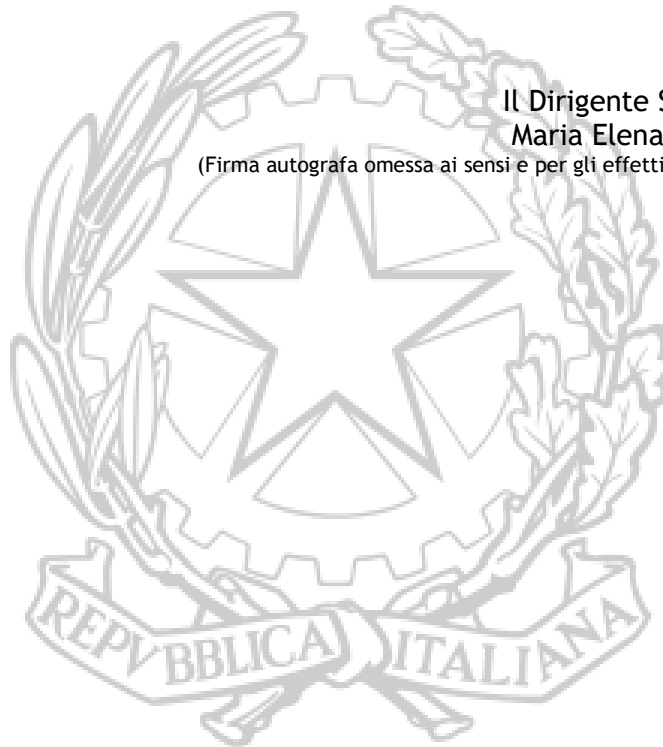 Il Dirigente S
Maria Elena
(Firma autografa omessa ai sensi e per gli effetti
REPVBBLICA ITALIANA